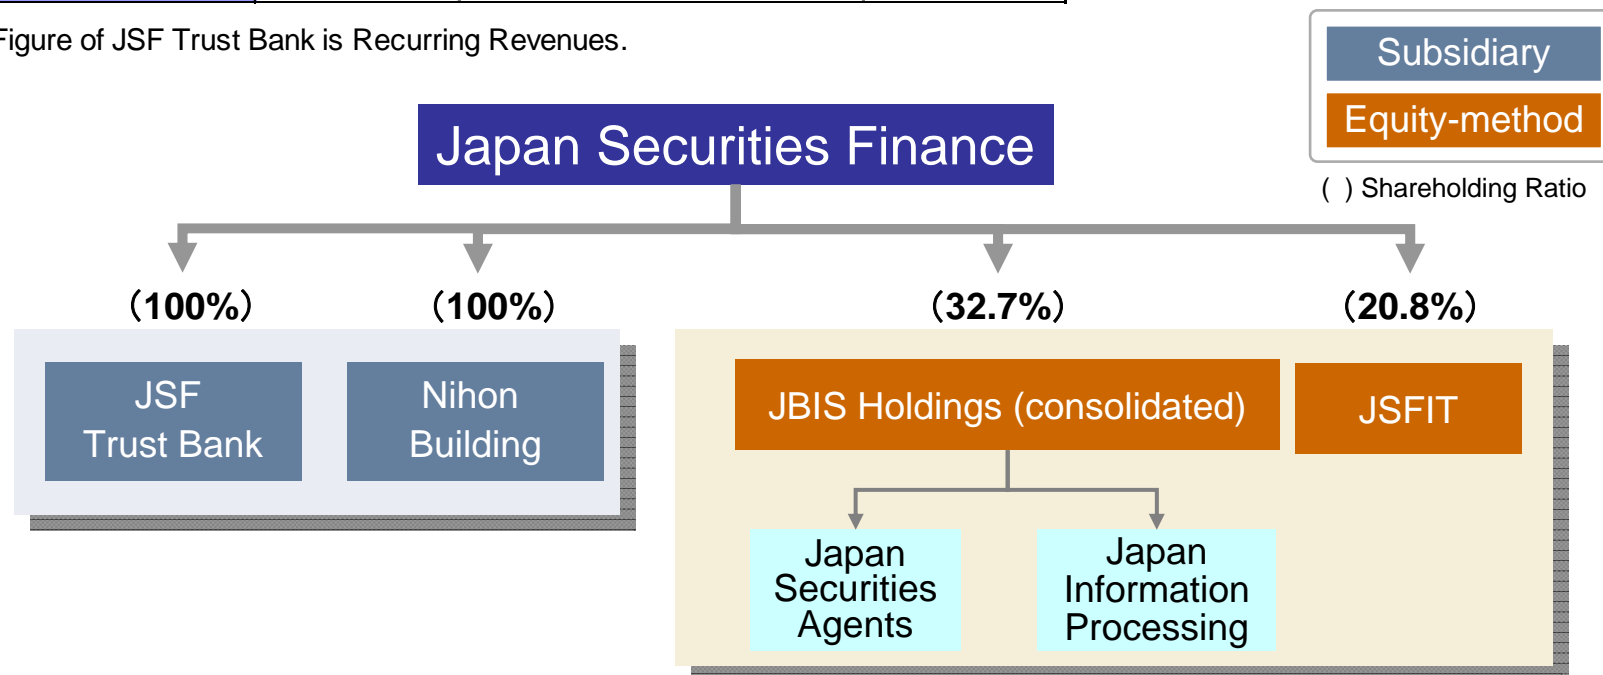 Figure of JSF Trust Bank is Recurring Revenues.
Subsidiary
Equity-method
( ) Shareholding Ratio
Japan Securities Finance
(100%)
(100%)
(32.7%)
(20.8%)
JSF
Trust Bank
Nihon
Building
JBIS Holdings (consolidated)
JSFIT
Japan
Securities
Agents
Japan
Information
Processing